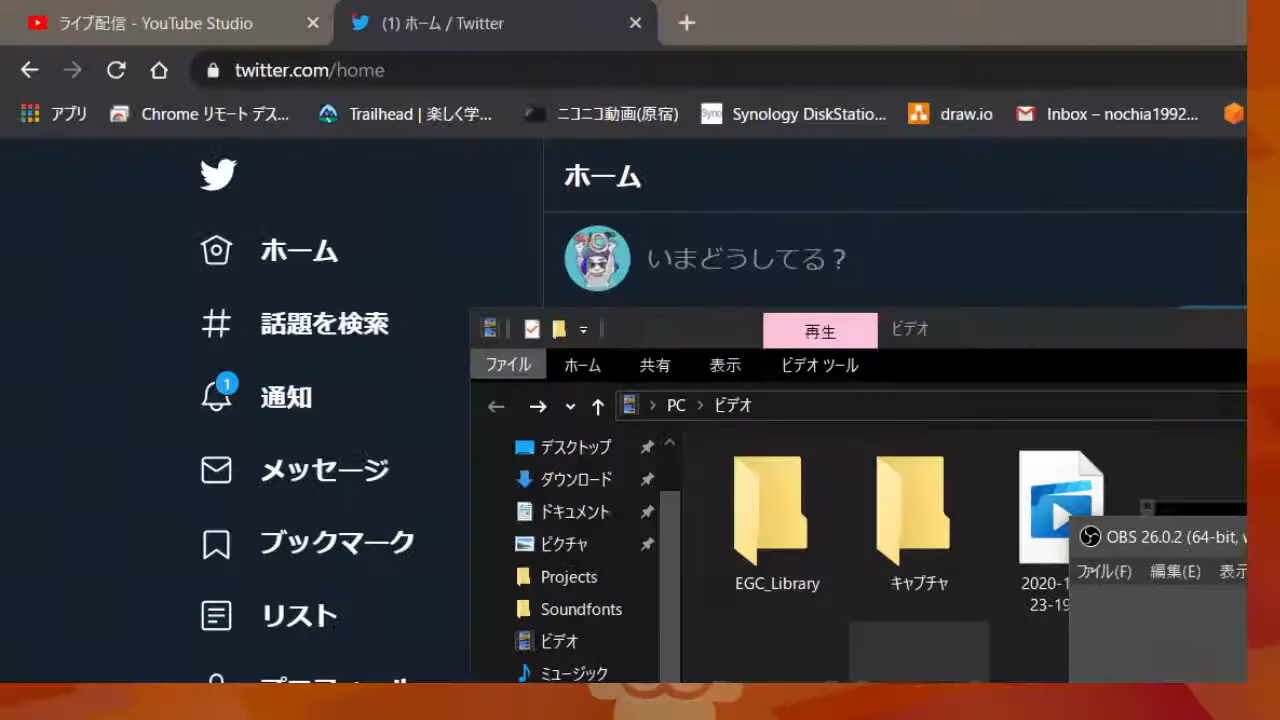 ライブ配信 - YouTube Studio
(1) ホーム / Twitter
twitter.com/home
アプリ
Chrome リモート デス...
Trailhead | 楽しく学...
ニコニコ動画(原宿)
Synology DiskStatio...
draw.io
Inbox – nochia1992...
ホーム
話題を検索
1
通知
メッセージ
ブックマーク
リスト
ホーム
いまどうしてる？
再生
ビデオ
ファイル
ホーム
共有
表示
ビデオ ツール
PC
ビデオ
デスクトップ
ダウンロード
ドキュメント
ピクチャ
Projects
Soundfonts
ビデオ
ミュージック
EGC_Library
キャプチャ
2020-1
23-19
OBS 26.0.2 (64-bit, w
ファイル(F)
編集(E)
表示